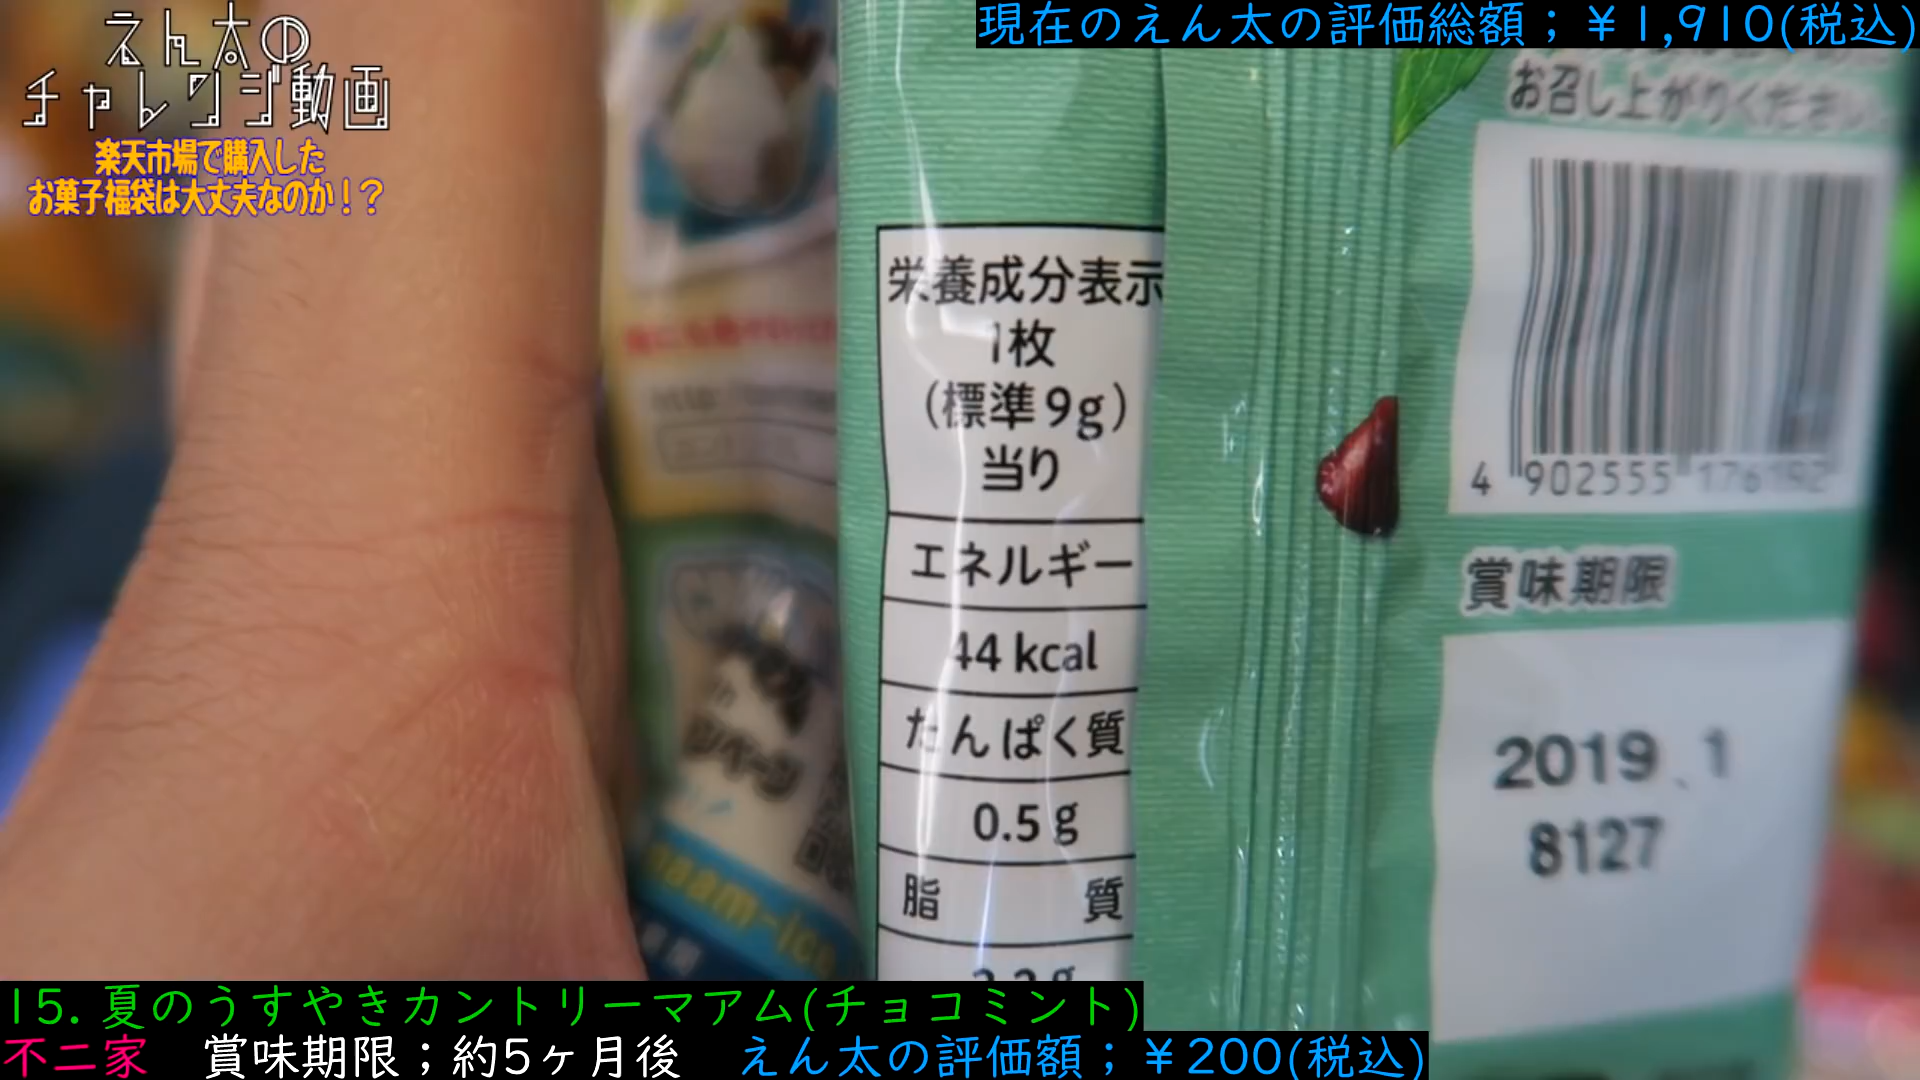 えん太の
チャレンジ動画
楽天市場で購入した
お菓子福袋は大丈夫なのか！？
現在のえん太の評価総額；￥1,910(税込)
お召し上がりください。
栄養成分表示
1枚
(標準9g)
当り
エネルギー
44 kcal
たんぱく質
0.5 g
脂 質
4 902555 176192
賞味期限
2019.1
8127
15. 夏のうすやきカントリーマアム(チョコミント)
不二家 賞味期限；約5ヶ月後 えん太の評価額；￥200(税込)